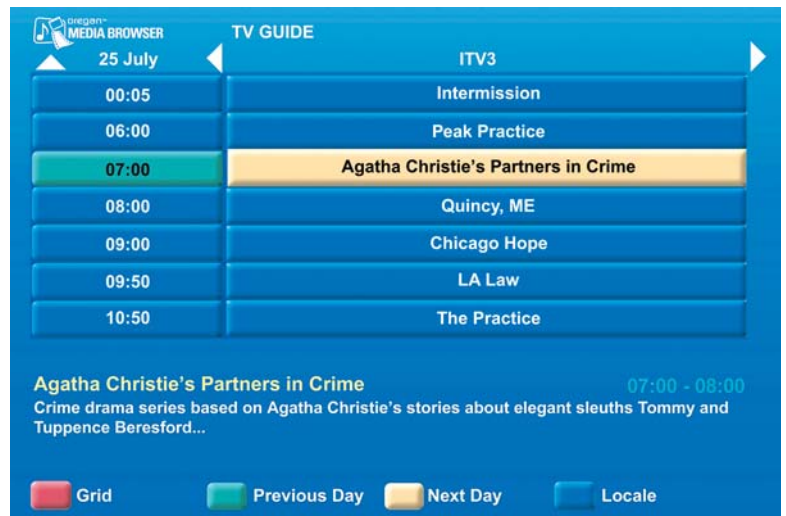 oregan™
MEDIA BROWSER
TV GUIDE
25 July
ITV3
00:05 Intermission
06:00 Peak Practice
07:00 Agatha Christie's Partners in Crime
08:00 Quincy, ME
09:00 Chicago Hope
09:50 LA Law
10:50 The Practice
Agatha Christie's Partners in Crime 07:00 - 08:00
Crime drama series based on Agatha Christie's stories about elegant sleuths Tommy and
Tuppence Beresford...
Grid Previous Day Next Day Locale